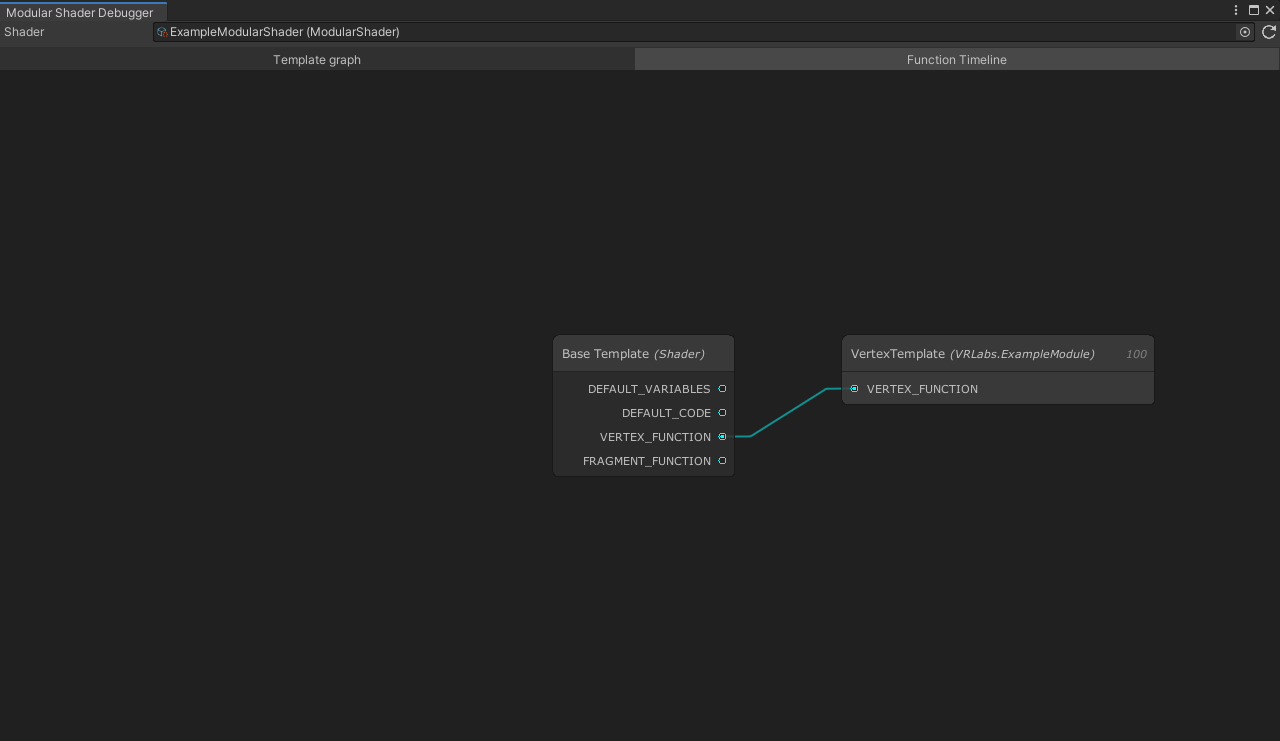 Modular Shader Debugger
Shader ExampleModularShader (ModularShader)
Template graph Function Timeline
Base Template (Shader)
DEFAULT_VARIABLES
DEFAULT_CODE
VERTEX_FUNCTION
FRAGMENT_FUNCTION
VertexTemplate (VRLabs.ExampleModule) 100
VERTEX_FUNCTION